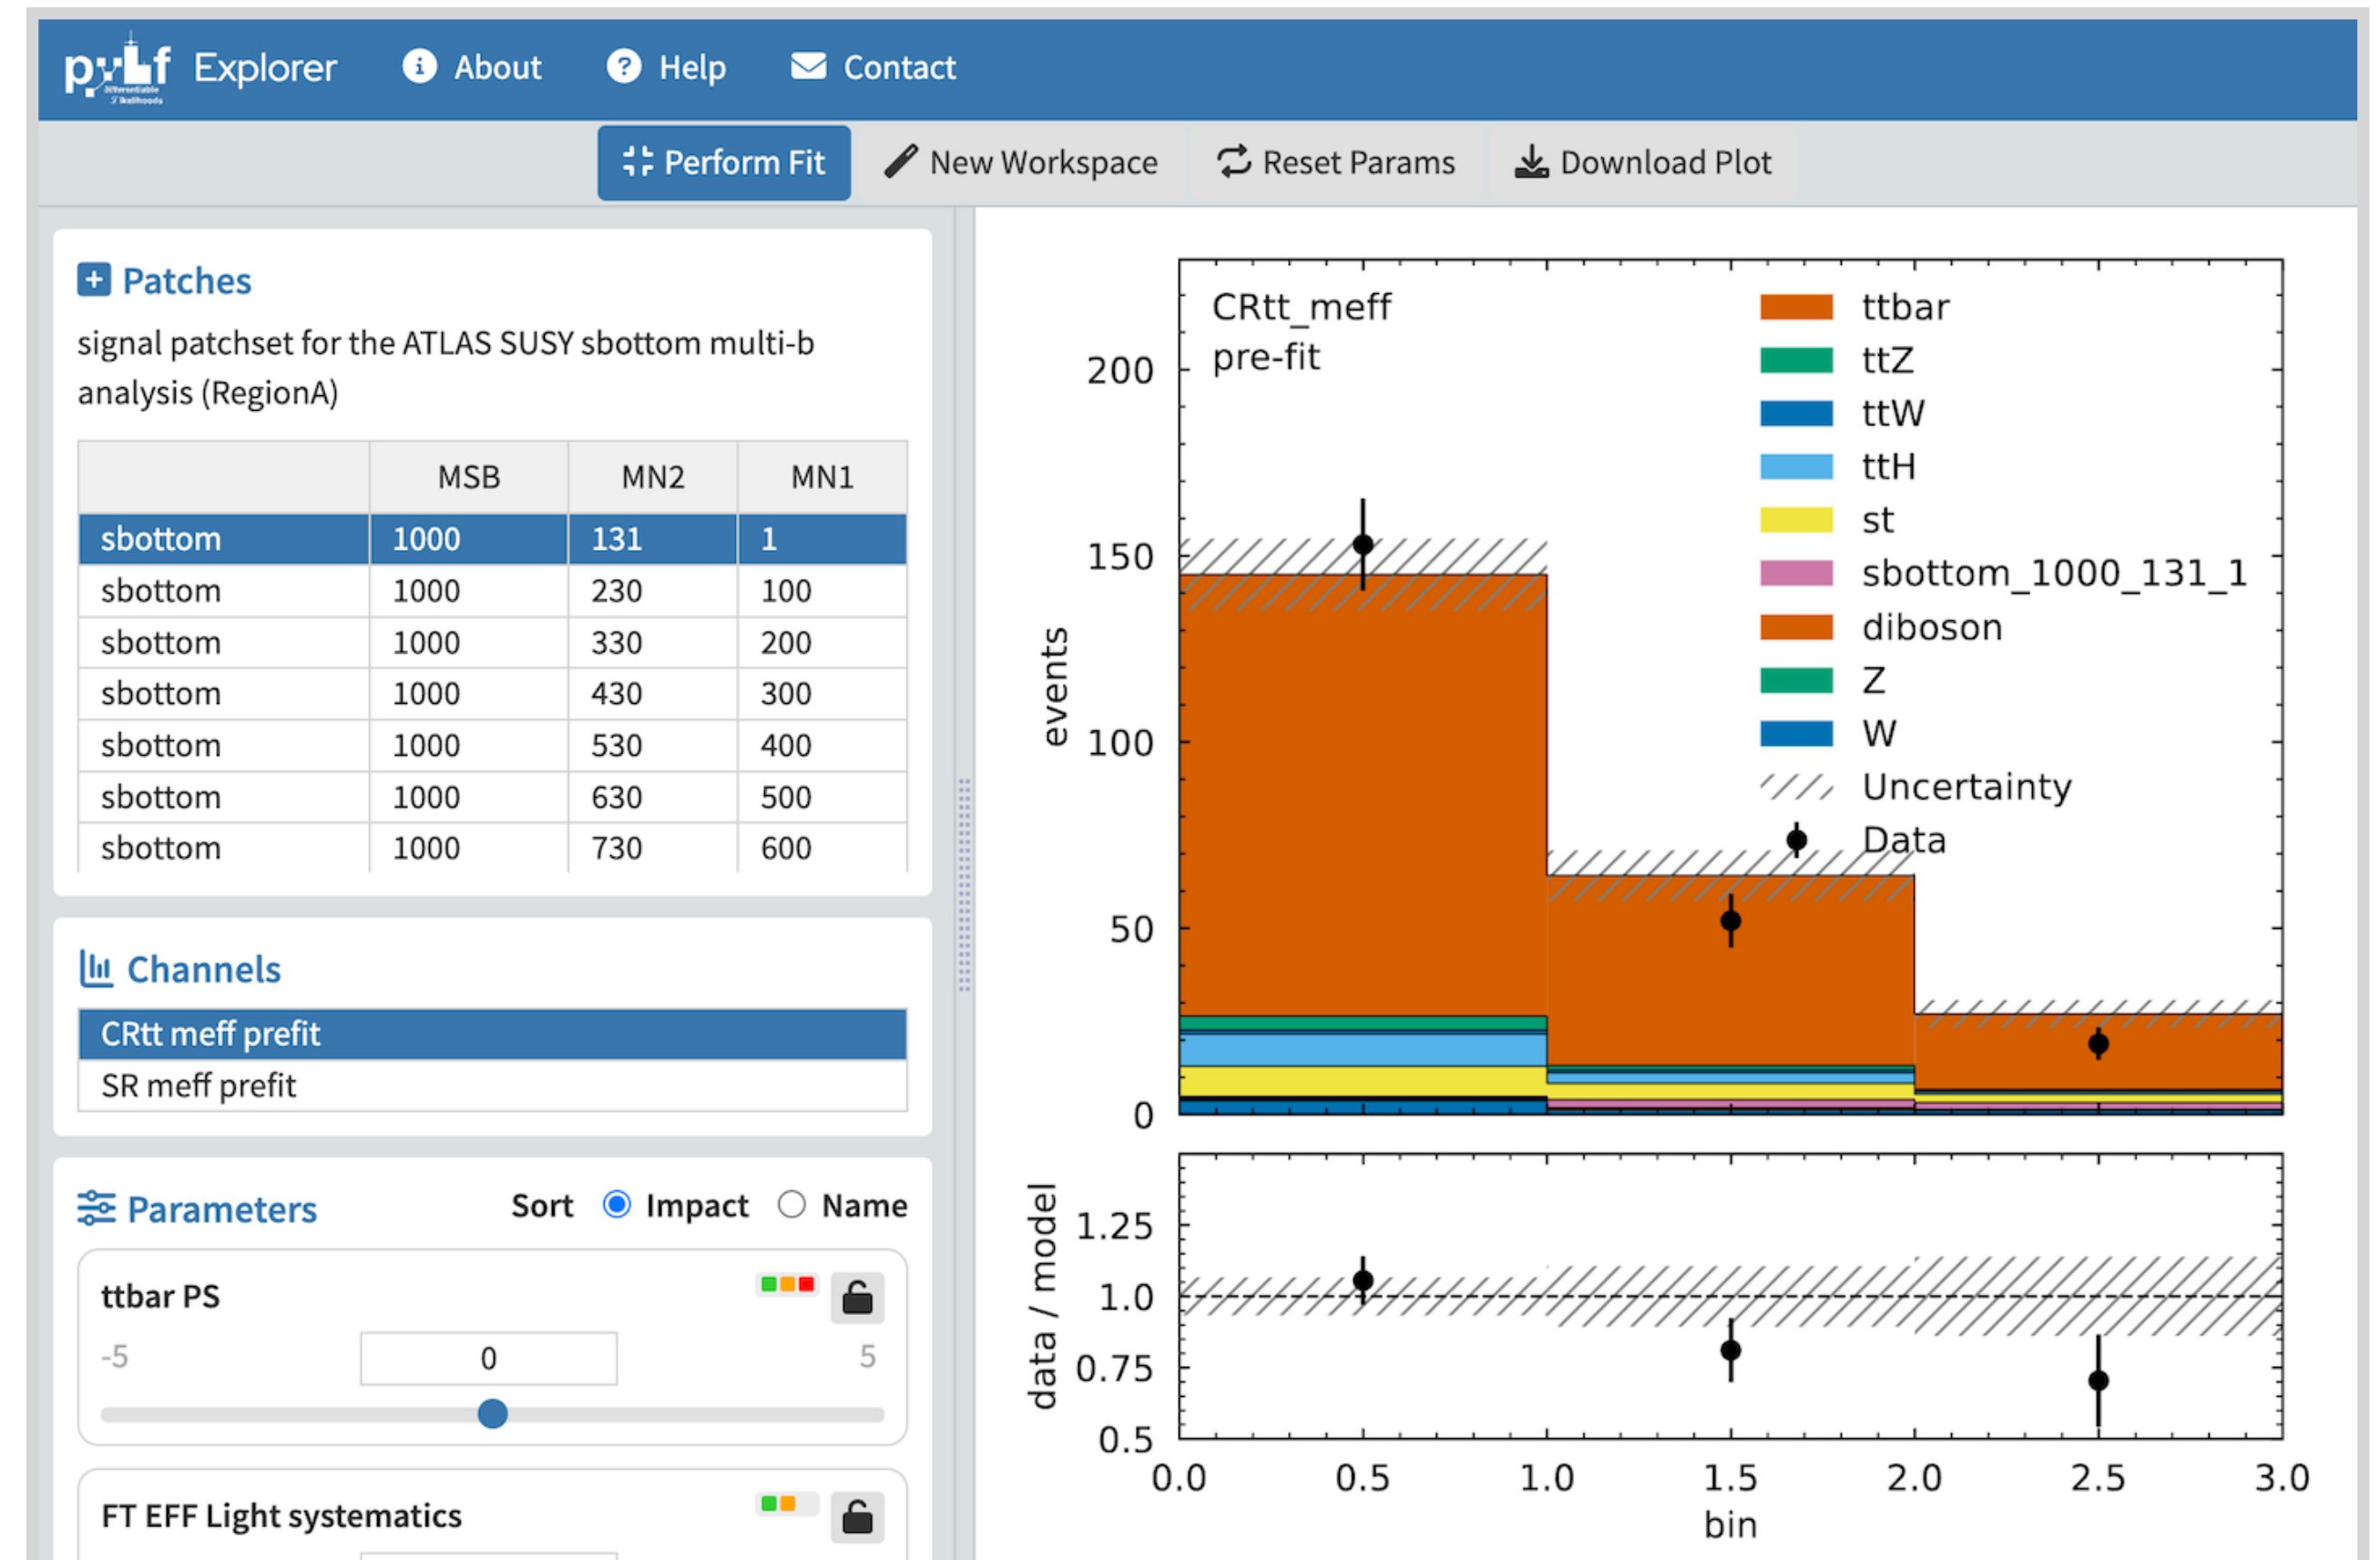 pyhf Explorer About Help Contact
Differentiable
Likelihoods
Perform Fit New Workspace Reset Params Download Plot
Patches
signal patchset for the ATLAS SUSY sbottom multi-b
analysis (RegionA)
MSB MN2 MN1
sbottom 1000 131 1
sbottom 1000 230 100
sbottom 1000 330 200
sbottom 1000 430 300
sbottom 1000 530 400
sbottom 1000 630 500
sbottom 1000 730 600
Channels
CRtt meff prefit
SR meff prefit
Parameters Sort Impact Name
ttbar PS
-5 0 5
FT EFF Light systematics
CRtt_meff
pre-fit
ttbar
ttZ
ttW
ttH
st
sbottom_1000_131_1
diboson
Z
W
Uncertainty
Data
events
200
150
100
50
0
data / model
1.25
1.0
0.75
0.5
0.0 0.5 1.0 1.5 2.0 2.5 3.0
bin